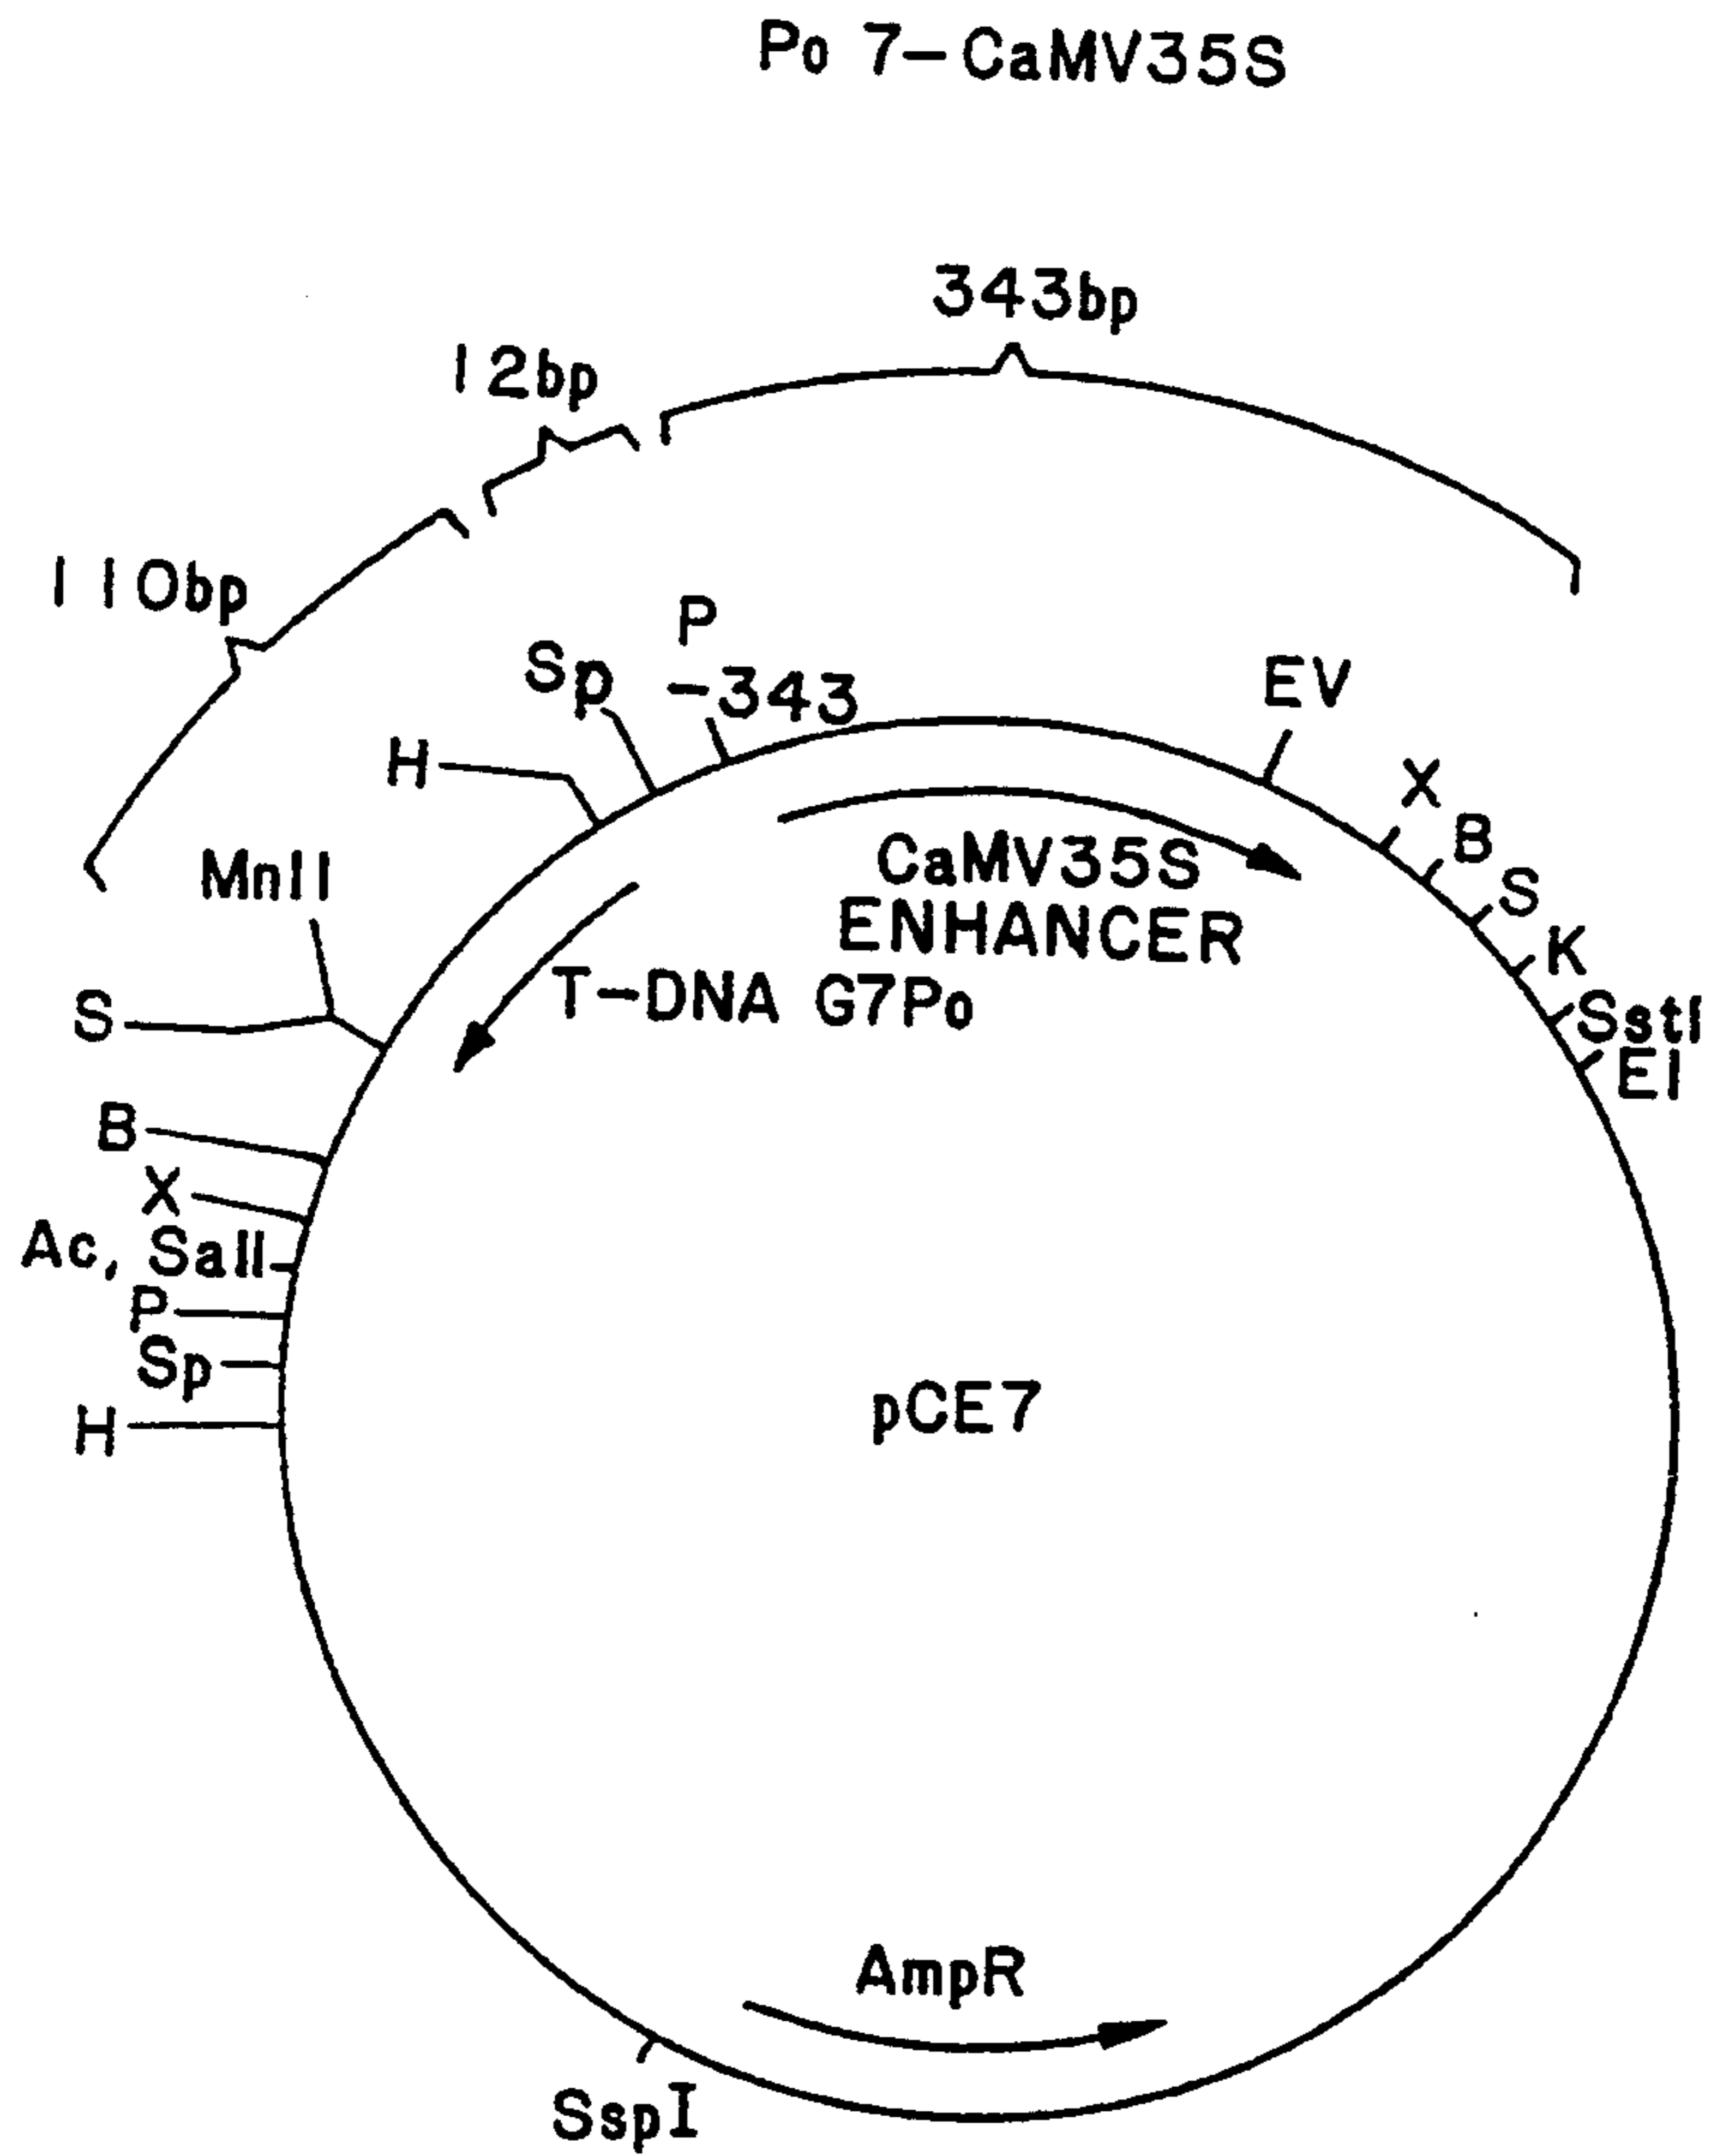 Po 7-CaMV35S
343bp
12bp
110bp
P
-343
Sp
H
EV
X
B
S
K
SstI
EI
CaMV35S
ENHANCER
T-DNA G7Po
MnlI
S
B
X
Ac, SalI
P
Sp
H
pCE7
AmpR
SspI